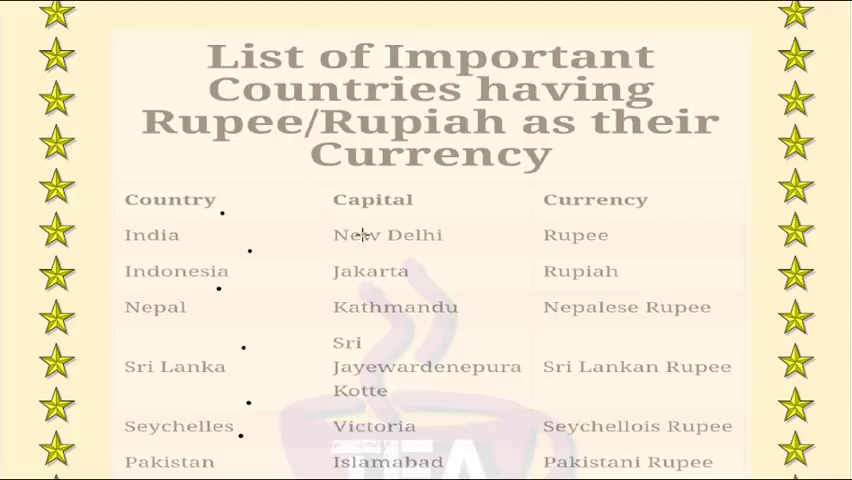 List of Important
Countries having
Rupee/Rupiah as their
Currency
Country Capital Currency
India New Delhi Rupee
Indonesia Jakarta Rupiah
Nepal Kathmandu Nepalese Rupee
Sri
Jayewardenepura
Kotte
Sri Lanka Sri Lankan Rupee
Seychelles Victoria Seychellois Rupee
Pakistan Islamabad Pakistani Rupee
TEA